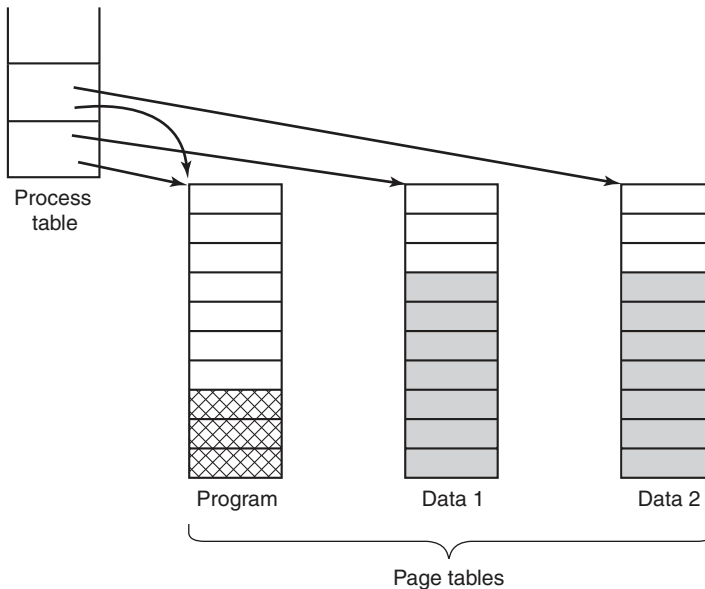 Process
table
Program
Data 1
Data 2
Page tables